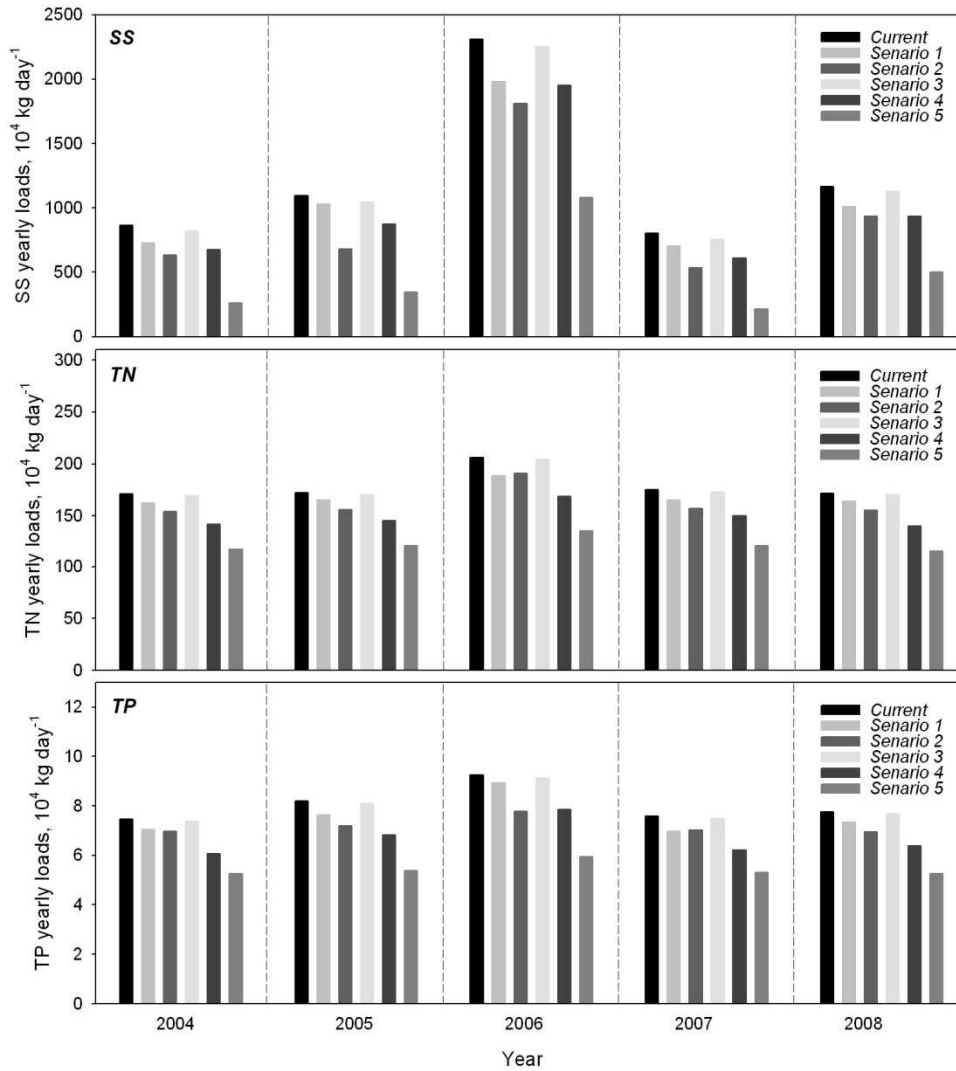 SS
SS yearly loads, 10⁴ kg day⁻¹
2500
2000
1500
1000
500
0
Current
Senario 1
Senario 2
Senario 3
Senario 4
Senario 5
TN
TN yearly loads, 10⁴ kg day⁻¹
300
250
200
150
100
50
0
Current
Senario 1
Senario 2
Senario 3
Senario 4
Senario 5
TP
TP yearly loads, 10⁴ kg day⁻¹
12
10
8
6
4
2
0
Current
Senario 1
Senario 2
Senario 3
Senario 4
Senario 5
2004 2005 2006 2007 2008
Year